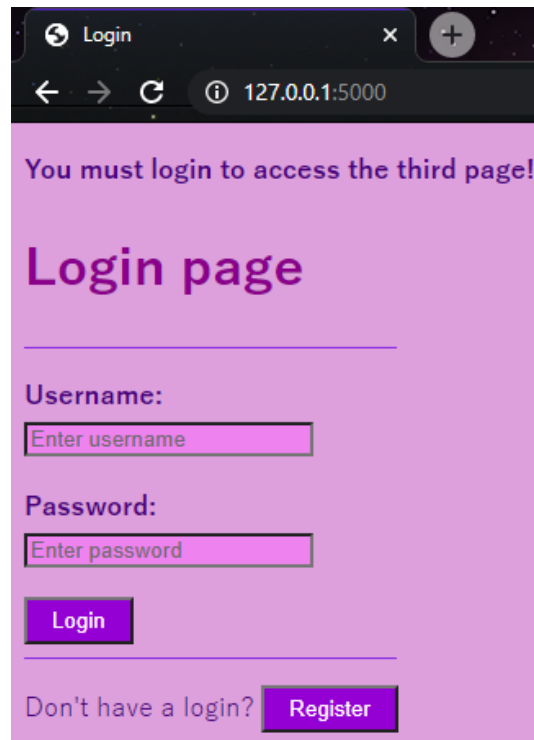 Login
127.0.0.1:5000
You must login to access the third page!
Login page
Username:
Enter username
Password:
Enter password
Login
Don't have a login? Register